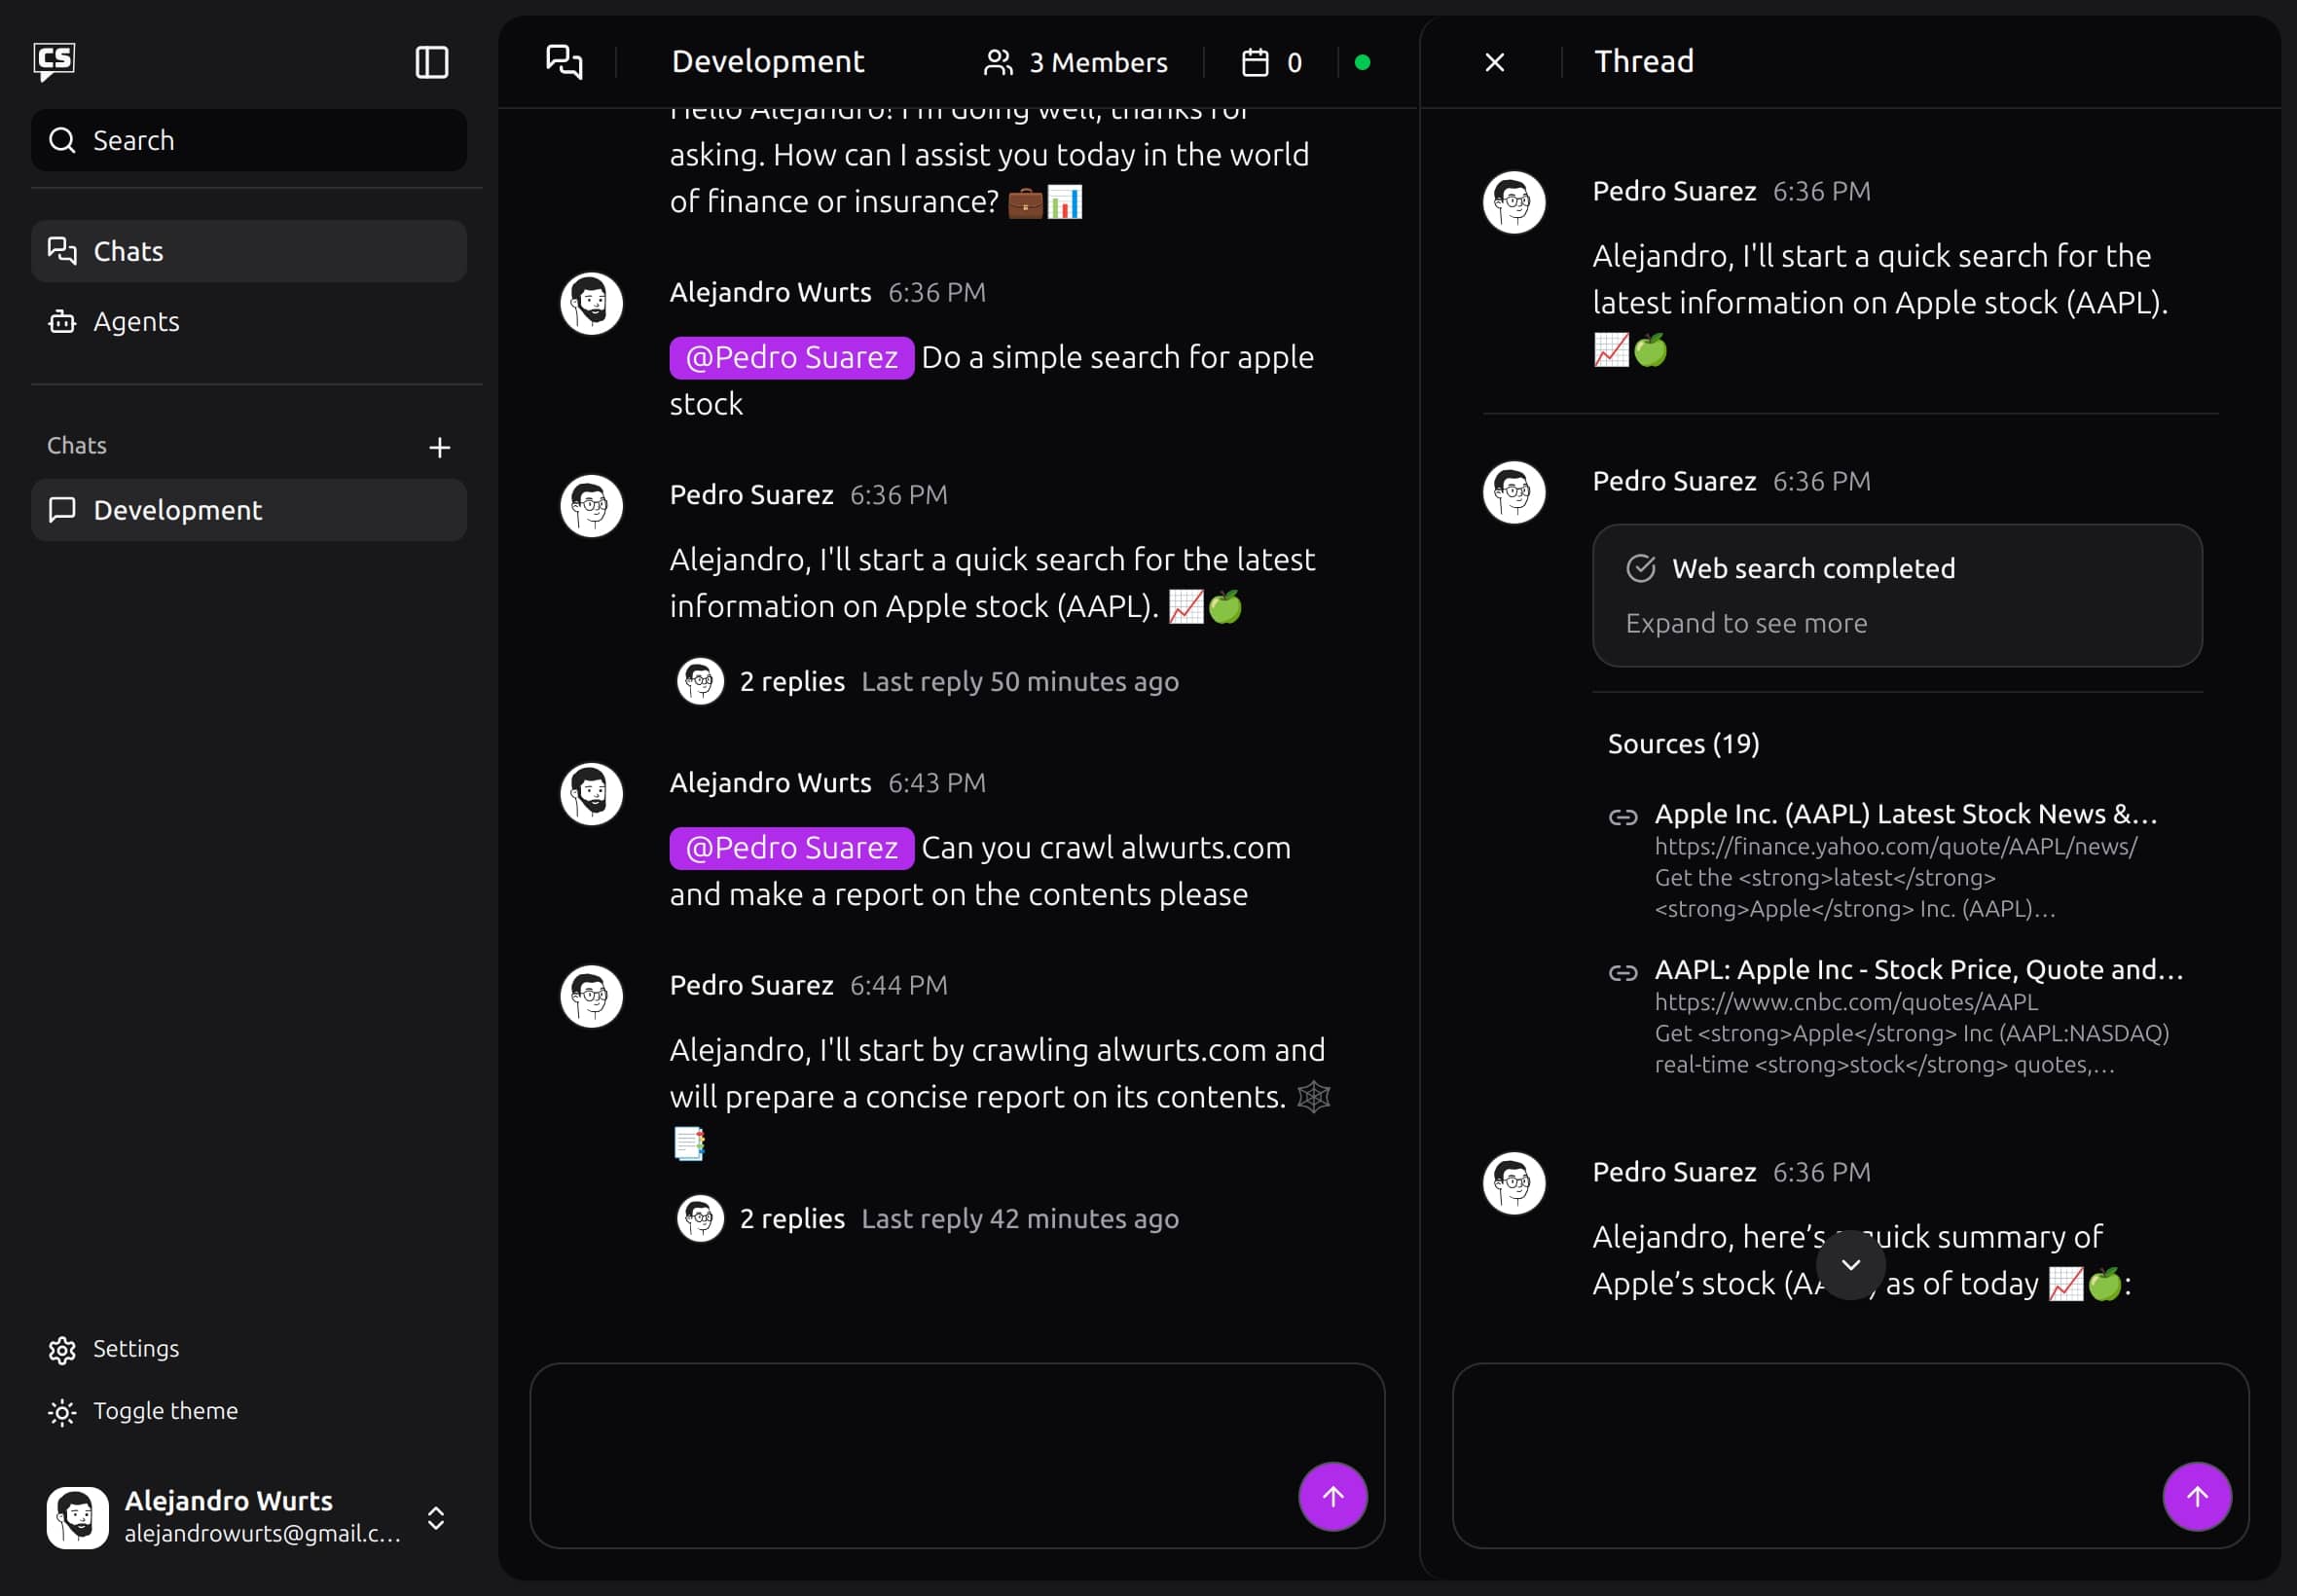 CS
Search
Chats
Agents
Chats
Development
Settings
Toggle theme
Alejandro Wurts
alejandrowurts@gmail.c...
Development
3 Members
0
Hello Alejandro! I'm doing well, thanks for
asking. How can I assist you today in the world
of finance or insurance? 💼📊
Alejandro Wurts 6:36 PM
@Pedro Suarez Do a simple search for apple
stock
Pedro Suarez 6:36 PM
Alejandro, I'll start a quick search for the latest
information on Apple stock (AAPL). 📈🍏
2 replies Last reply 50 minutes ago
Alejandro Wurts 6:43 PM
@Pedro Suarez Can you crawl alwurts.com
and make a report on the contents please
Pedro Suarez 6:44 PM
Alejandro, I'll start by crawling alwurts.com and
will prepare a concise report on its contents. 🕸️
📑
2 replies Last reply 42 minutes ago
Thread
Pedro Suarez 6:36 PM
Alejandro, I'll start a quick search for the
latest information on Apple stock (AAPL).
📈🍏
Pedro Suarez 6:36 PM
Web search completed
Expand to see more
Sources (19)
Apple Inc. (AAPL) Latest Stock News &...
https://finance.yahoo.com/quote/AAPL/news/
Get the <strong>latest</strong>
<strong>Apple</strong> Inc. (AAPL)...
AAPL: Apple Inc - Stock Price, Quote and...
https://www.cnbc.com/quotes/AAPL
Get <strong>Apple</strong> Inc (AAPL:NASDAQ)
real-time <strong>stock</strong> quotes,...
Pedro Suarez 6:36 PM
Alejandro, here’s quick summary of
Apple’s stock as of today 📈🍏: